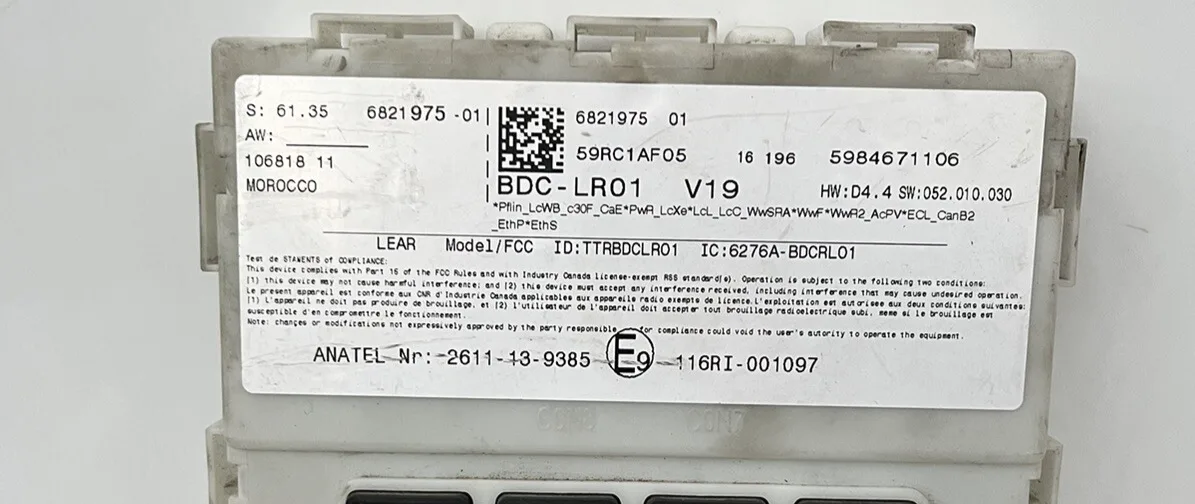 S: 61.35 6821975 -01
AW:
106818 11
MOROCCO
6821975 01
59RC1AF05 16 196 5984671106
BDC-LR01 V19 HW:D4.4 SW:052.010.030
*Pflin_LcWB_c30F_CaE*PwR_LcXe*LcL_LcC_WwSRA*WwF*WwR2_AcPV*ECL_CanB2
_EthP*EthS
LEAR Model/FCC ID:TTRBDCLR01 IC:6276A-BDCRL01
Test de STAWENTS of COMPLIANCE:
This device complies with Part 15 of the FCC Rules and with Industry Canada license-exempt RSS standard(s). Operation is subject to the following two conditions:
(1) this device may not cause harmful interference; and (2) this device must accept any interference received, including interference that may cause undesired operation.
Le present appareil est conforme aux CNR d'Industrie Canada applicables aux appareils radio exempts de licence.L'exploitation est autorisee aux deux conditions suivantes:
(1) L'appareil ne doit pas produire de brouillage, et (2) l'utilisateur de l'appareil doit accepter tout brouillage radioelectrique subi, meme si le brouillage est
susceptible d'en compromettre le fonctionnement.
Note: changes or modifications not expressively approved by the party responsible for compliance could void the user's autority to operate the equipment.
ANATEL Nr: 2611-13-9385 E9 116RI-001097
CON7